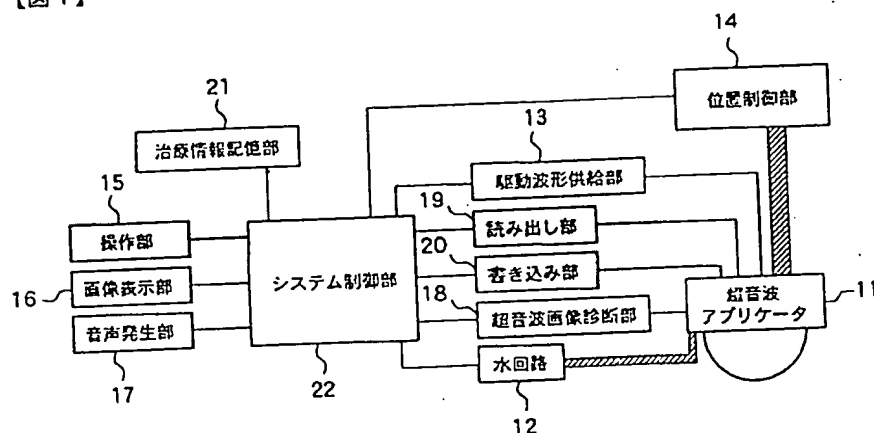 【図1】
14
位置制御部
21
治療情報記憶部
13
駆動波形供給部
15
操作部
19
読み出し部
20
書き込み部
システム制御部
16
画像表示部
18
超音波画像診断部
超音波
アプリケータ
11
音声発生部
17
22
水回路
12